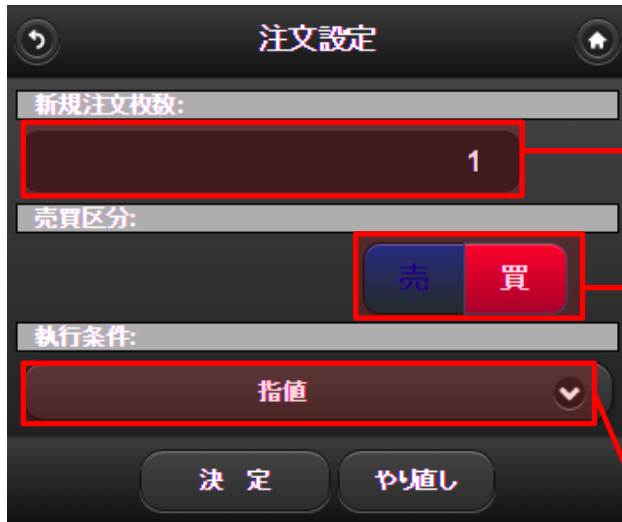 注文設定
新規注文枚数:
1
売買区分:
売 買
執行条件:
指値
決 定 やり直し